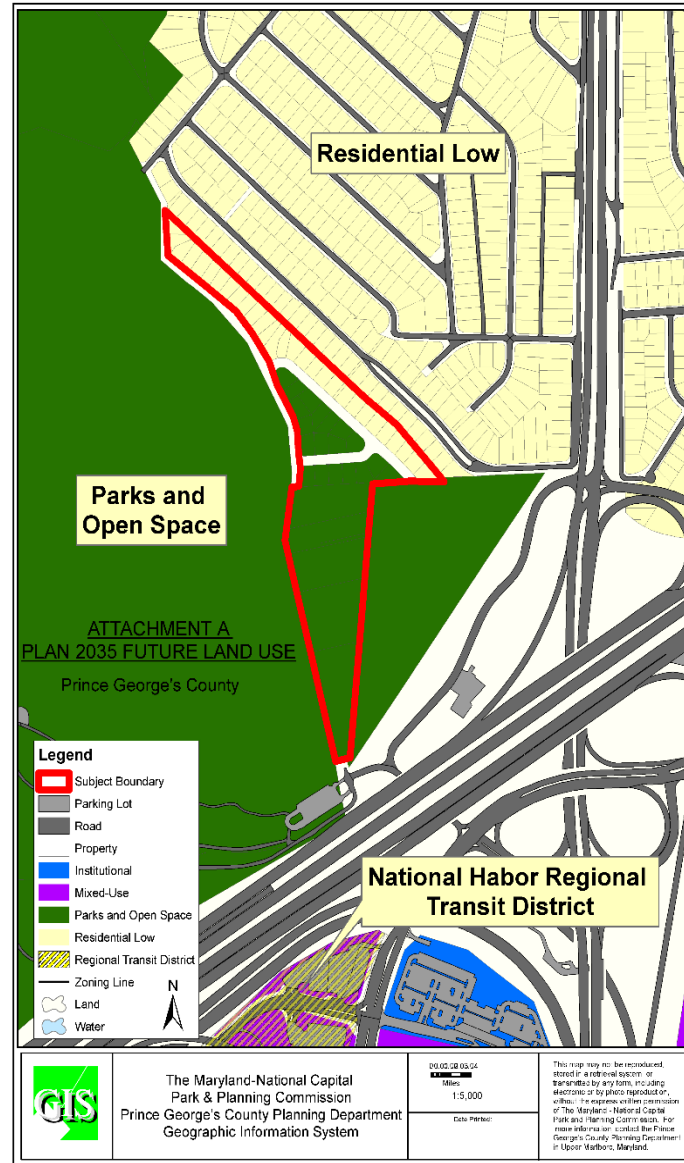 Residential Low
Parks and
Open Space
ATTACHMENT A
PLAN 2035 FUTURE LAND USE
Prince George's County
Legend
Subject Boundary
Parking Lot
Road
Property
Institutional
Mixed-Use
Parks and Open Space
Residential Low
Regional Transit District
Zoning Line
Land
Water
N
National Habor Regional
Transit District
GIS
The Maryland-National Capital
Park & Planning Commission
Prince George's County Planning Department
Geographic Information System
Miles
1:5,000
Date Printed:
This map may not be reproduced,
stored in a retrieval system, or
transmitted by any form, including
electronic or by photo reproduction,
without the express written permission
of The Maryland - National Capital
Park and Planning Commission. For
more information, contact the Prince
George's County Planning Department
in Upper Marlboro, Maryland.